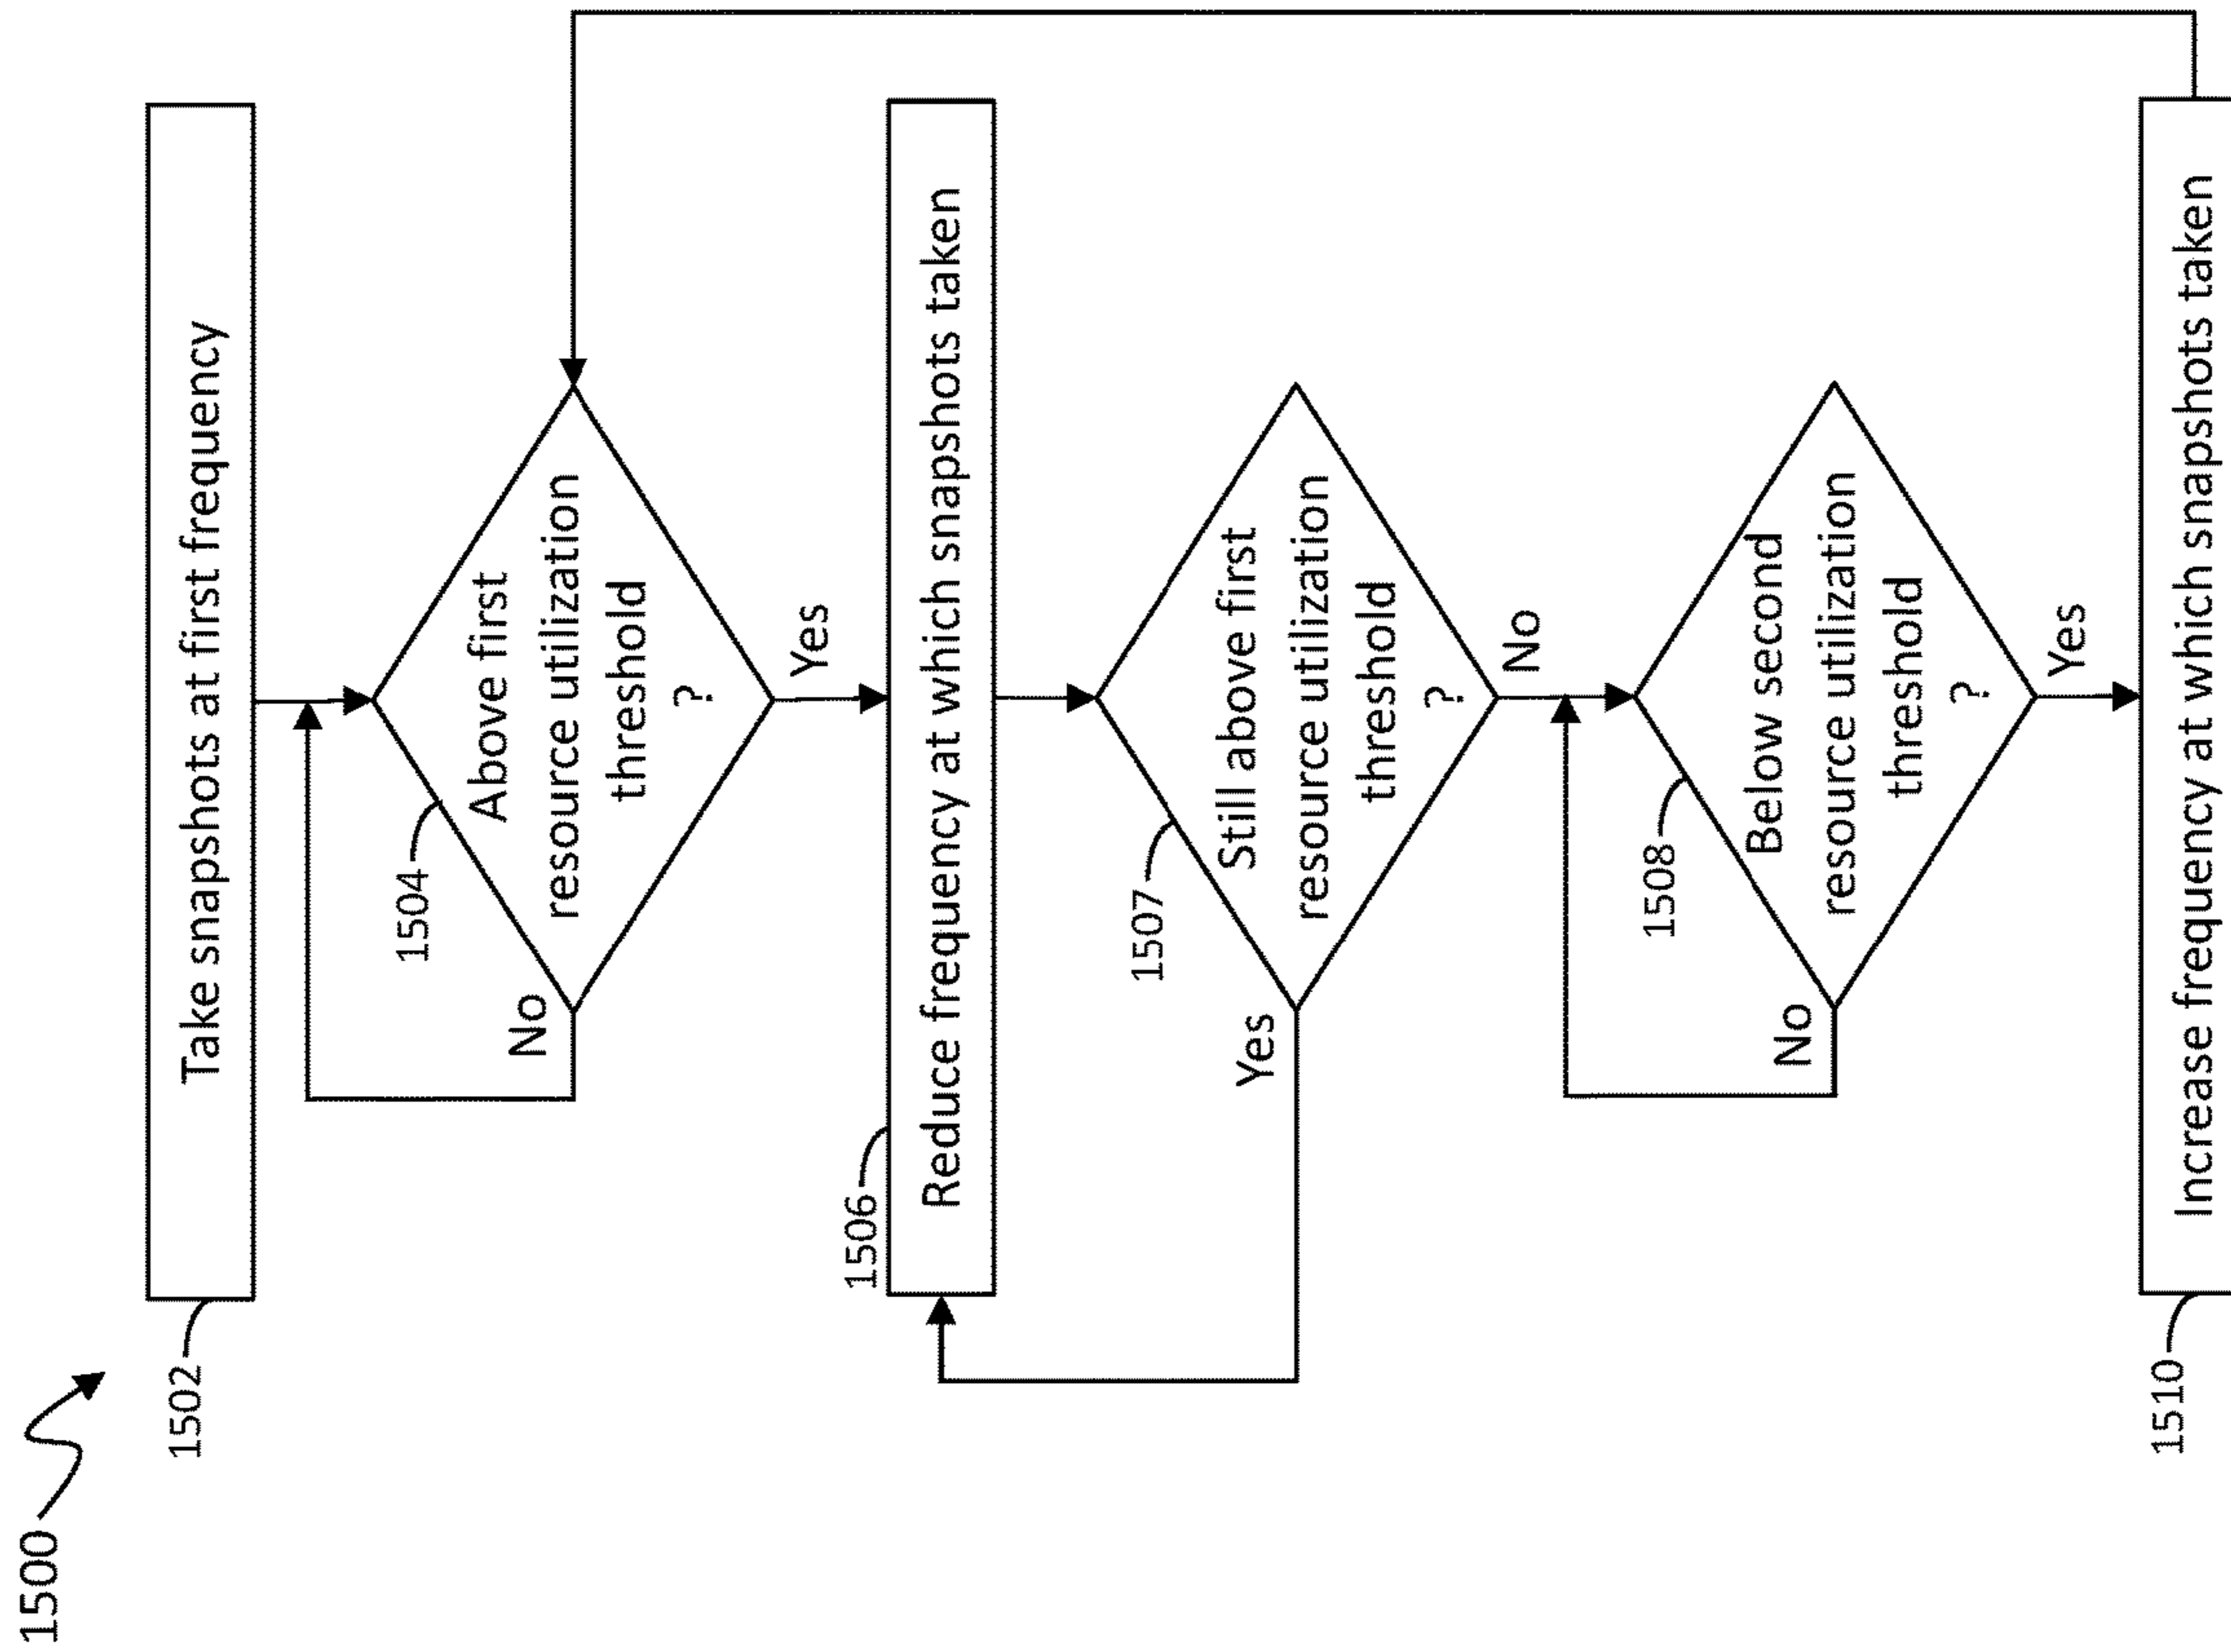 1500
1502
Take snapshots at first frequency
1504
Above first
resource utilization
threshold
?
No
Yes
1506
Reduce frequency at which snapshots taken
1507
Still above first
resource utilization
threshold
?
Yes
No
1508
Below second
resource utilization
threshold
?
No
Yes
1510
Increase frequency at which snapshots taken